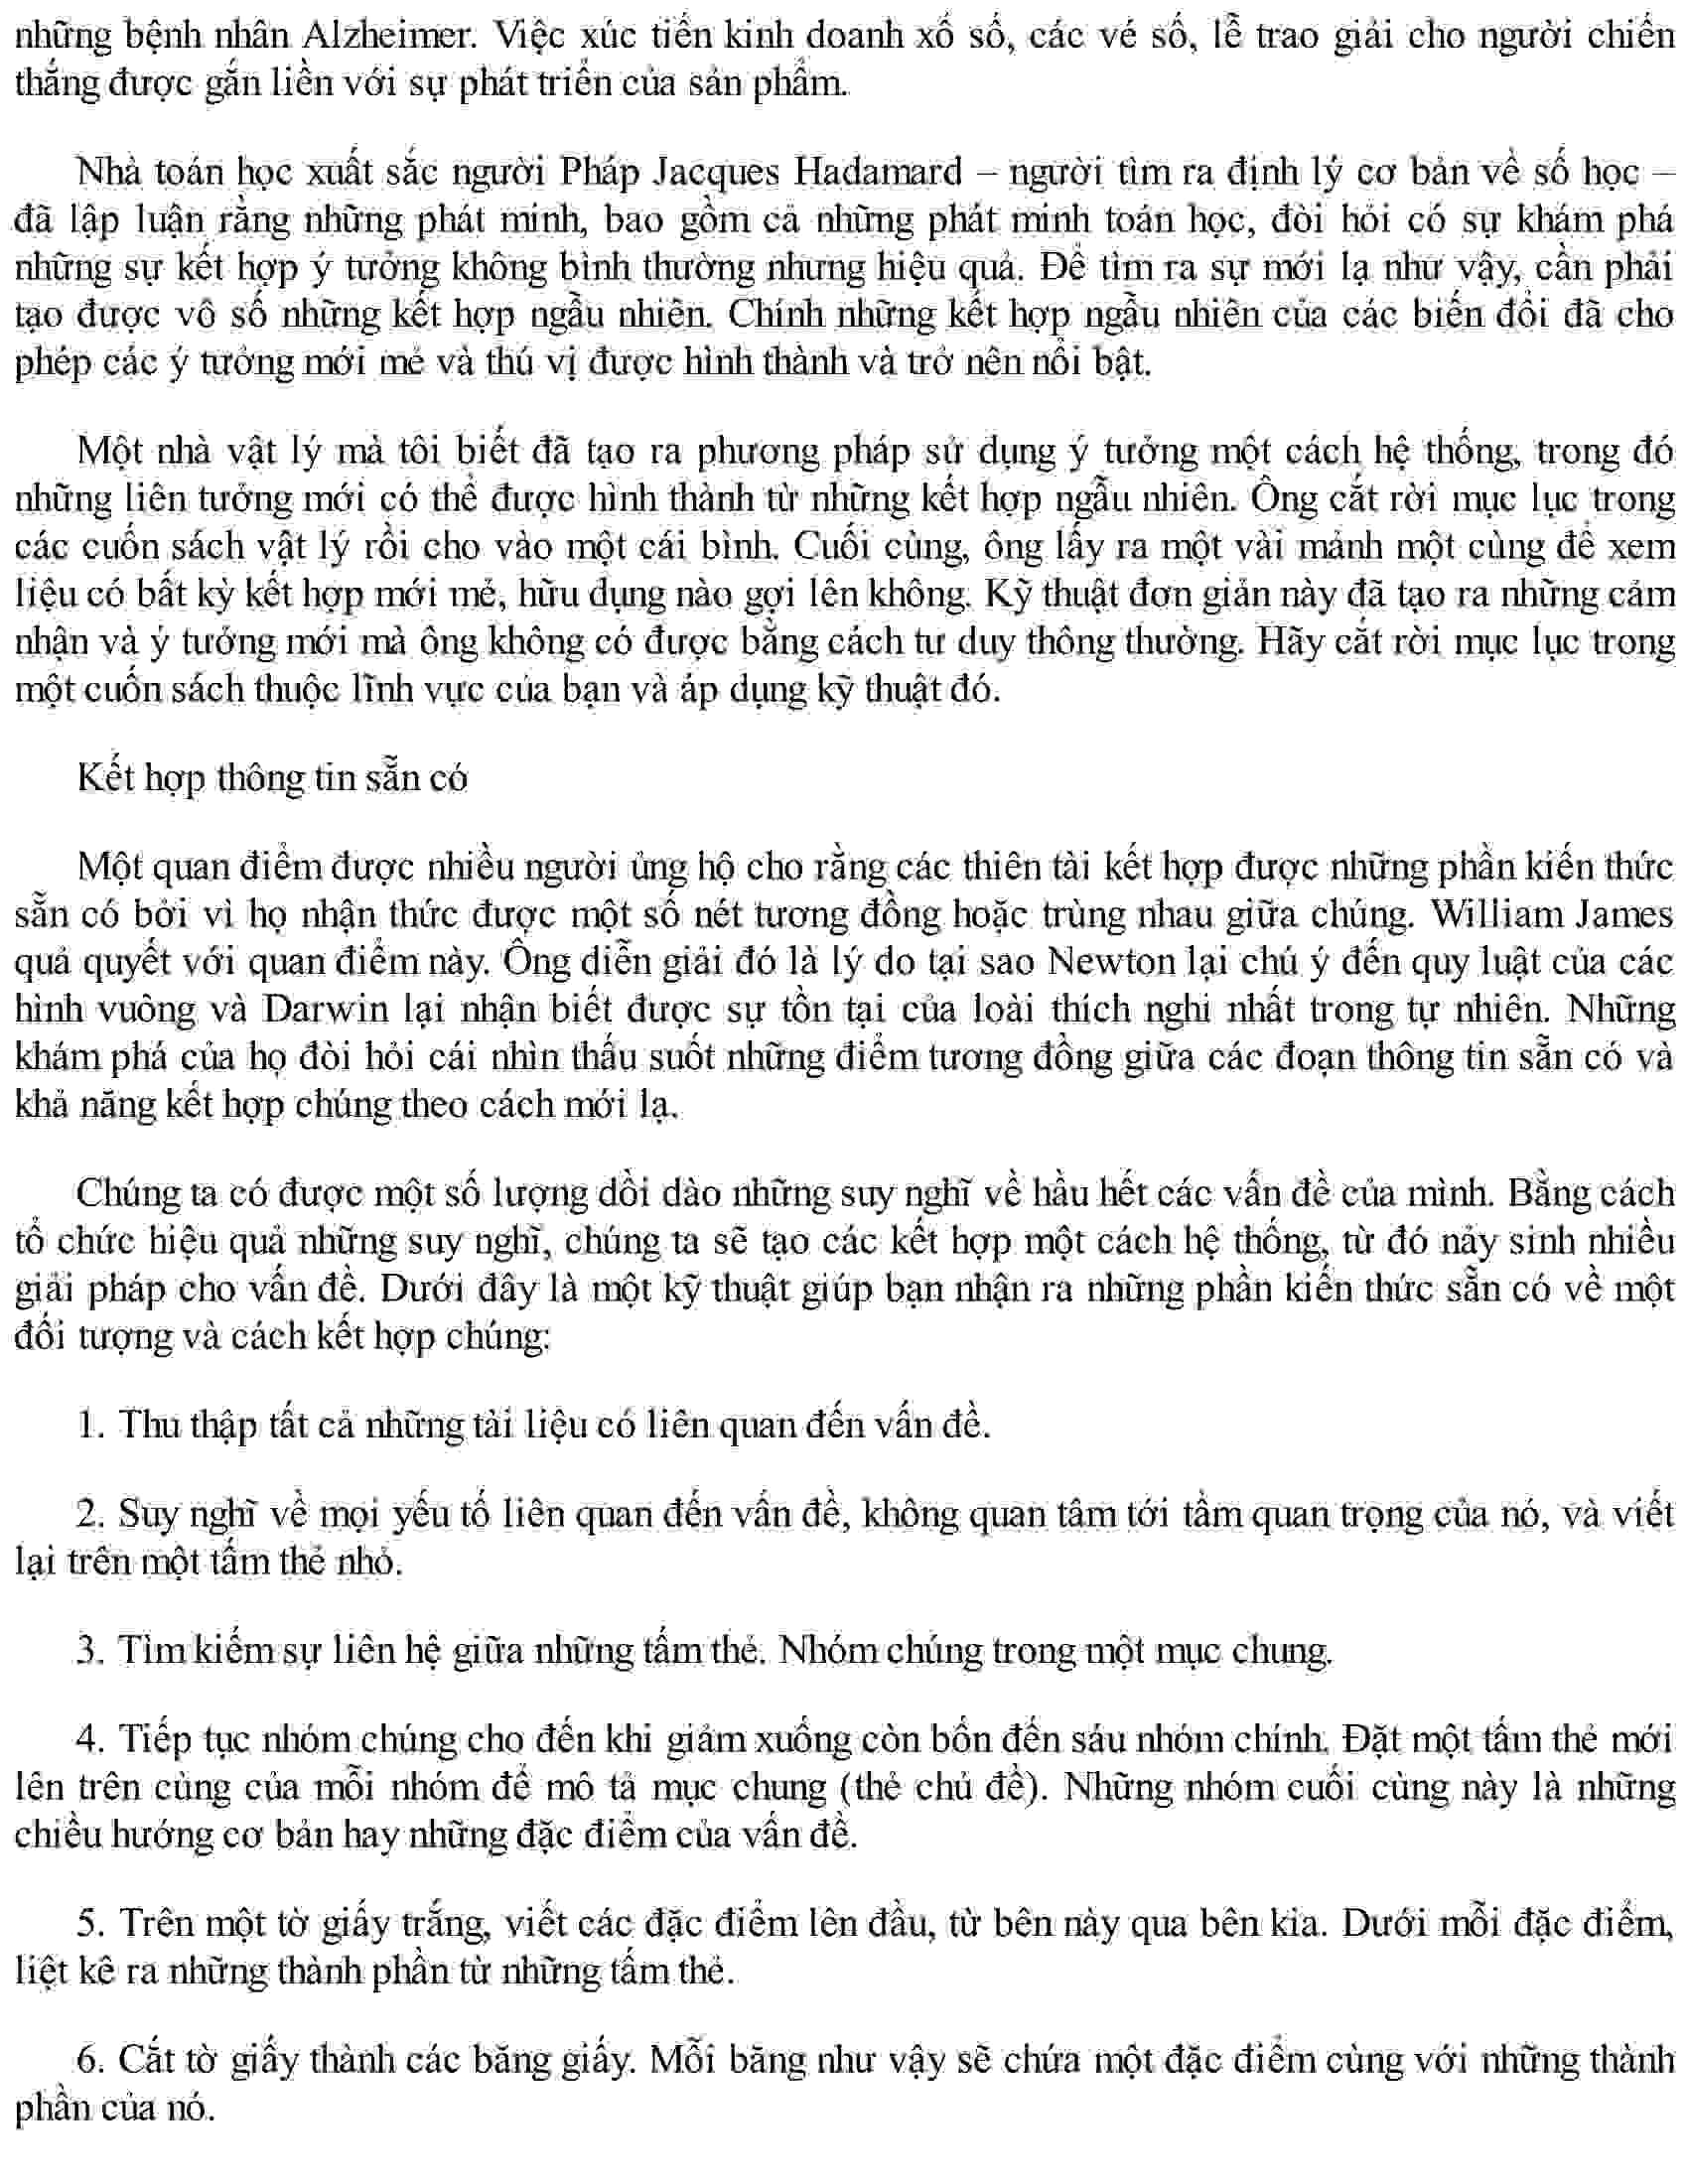 những bệnh nhân Alzheimer. Việc xúc tiến kinh doanh xổ số, các vé số, lễ trao giải cho người chiến
thắng được gắn liền với sự phát triển của sản phẩm.
Nhà toán học xuất sắc người Pháp Jacques Hadamard – người tìm ra định lý cơ bản về số học –
đã lập luận rằng những phát minh, bao gồm cả những phát minh toán học, đòi hỏi có sự khám phá
những sự kết hợp ý tưởng không bình thường nhưng hiệu quả. Để tìm ra sự mới lạ như vậy, cần phải
tạo được vô số những kết hợp ngẫu nhiên. Chính những kết hợp ngẫu nhiên của các biến đổi đã cho
phép các ý tưởng mới mẻ và thú vị được hình thành và trở nên nổi bật.
Một nhà vật lý mà tôi biết đã tạo ra phương pháp sử dụng ý tưởng một cách hệ thống, trong đó
những liên tưởng mới có thể được hình thành từ những kết hợp ngẫu nhiên. Ông cắt rời mục lục trong
các cuốn sách vật lý rồi cho vào một cái bình. Cuối cùng, ông lấy ra một vài mảnh một cùng để xem
liệu có bất kỳ kết hợp mới mẻ, hữu dụng nào gợi lên không. Kỹ thuật đơn giản này đã tạo ra những cảm
nhận và ý tưởng mới mà ông không có được bằng cách tư duy thông thường. Hãy cắt rời mục lục trong
một cuốn sách thuộc lĩnh vực của bạn và áp dụng kỹ thuật đó.
Kết hợp thông tin sẵn có
Một quan điểm được nhiều người ủng hộ cho rằng các thiên tài kết hợp được những phần kiến thức
sẵn có bởi vì họ nhận thức được một số nét tương đồng hoặc trùng nhau giữa chúng. William James
quả quyết với quan điểm này. Ông diễn giải đó là lý do tại sao Newton lại chú ý đến quy luật của các
hình vuông và Darwin lại nhận biết được sự tồn tại của loài thích nghi nhất trong tự nhiên. Những
khám phá của họ đòi hỏi cái nhìn thấu suốt những điểm tương đồng giữa các đoạn thông tin sẵn có và
khả năng kết hợp chúng theo cách mới lạ.
Chúng ta có được một số lượng dồi dào những suy nghĩ về hầu hết các vấn đề của mình. Bằng cách
tổ chức hiệu quả những suy nghĩ, chúng ta sẽ tạo các kết hợp một cách hệ thống, từ đó nảy sinh nhiều
giải pháp cho vấn đề. Dưới đây là một kỹ thuật giúp bạn nhận ra những phần kiến thức sẵn có về một
đối tượng và cách kết hợp chúng:
1. Thu thập tất cả những tài liệu có liên quan đến vấn đề.
2. Suy nghĩ về mọi yếu tố liên quan đến vấn đề, không quan tâm tới tầm quan trọng của nó, và viết
lại trên một tấm thẻ nhỏ.
3. Tìm kiếm sự liên hệ giữa những tấm thẻ. Nhóm chúng trong một mục chung.
4. Tiếp tục nhóm chúng cho đến khi giảm xuống còn bốn đến sáu nhóm chính. Đặt một tấm thẻ mới
lên trên cùng của mỗi nhóm để mô tả mục chung (thẻ chủ đề). Những nhóm cuối cùng này là những
chiều hướng cơ bản hay những đặc điểm của vấn đề.
5. Trên một tờ giấy trắng, viết các đặc điểm lên đầu, từ bên này qua bên kia. Dưới mỗi đặc điểm,
liệt kê ra những thành phần từ những tấm thẻ.
6. Cắt tờ giấy thành các băng giấy. Mỗi băng như vậy sẽ chứa một đặc điểm cùng với những thành
phần của nó.